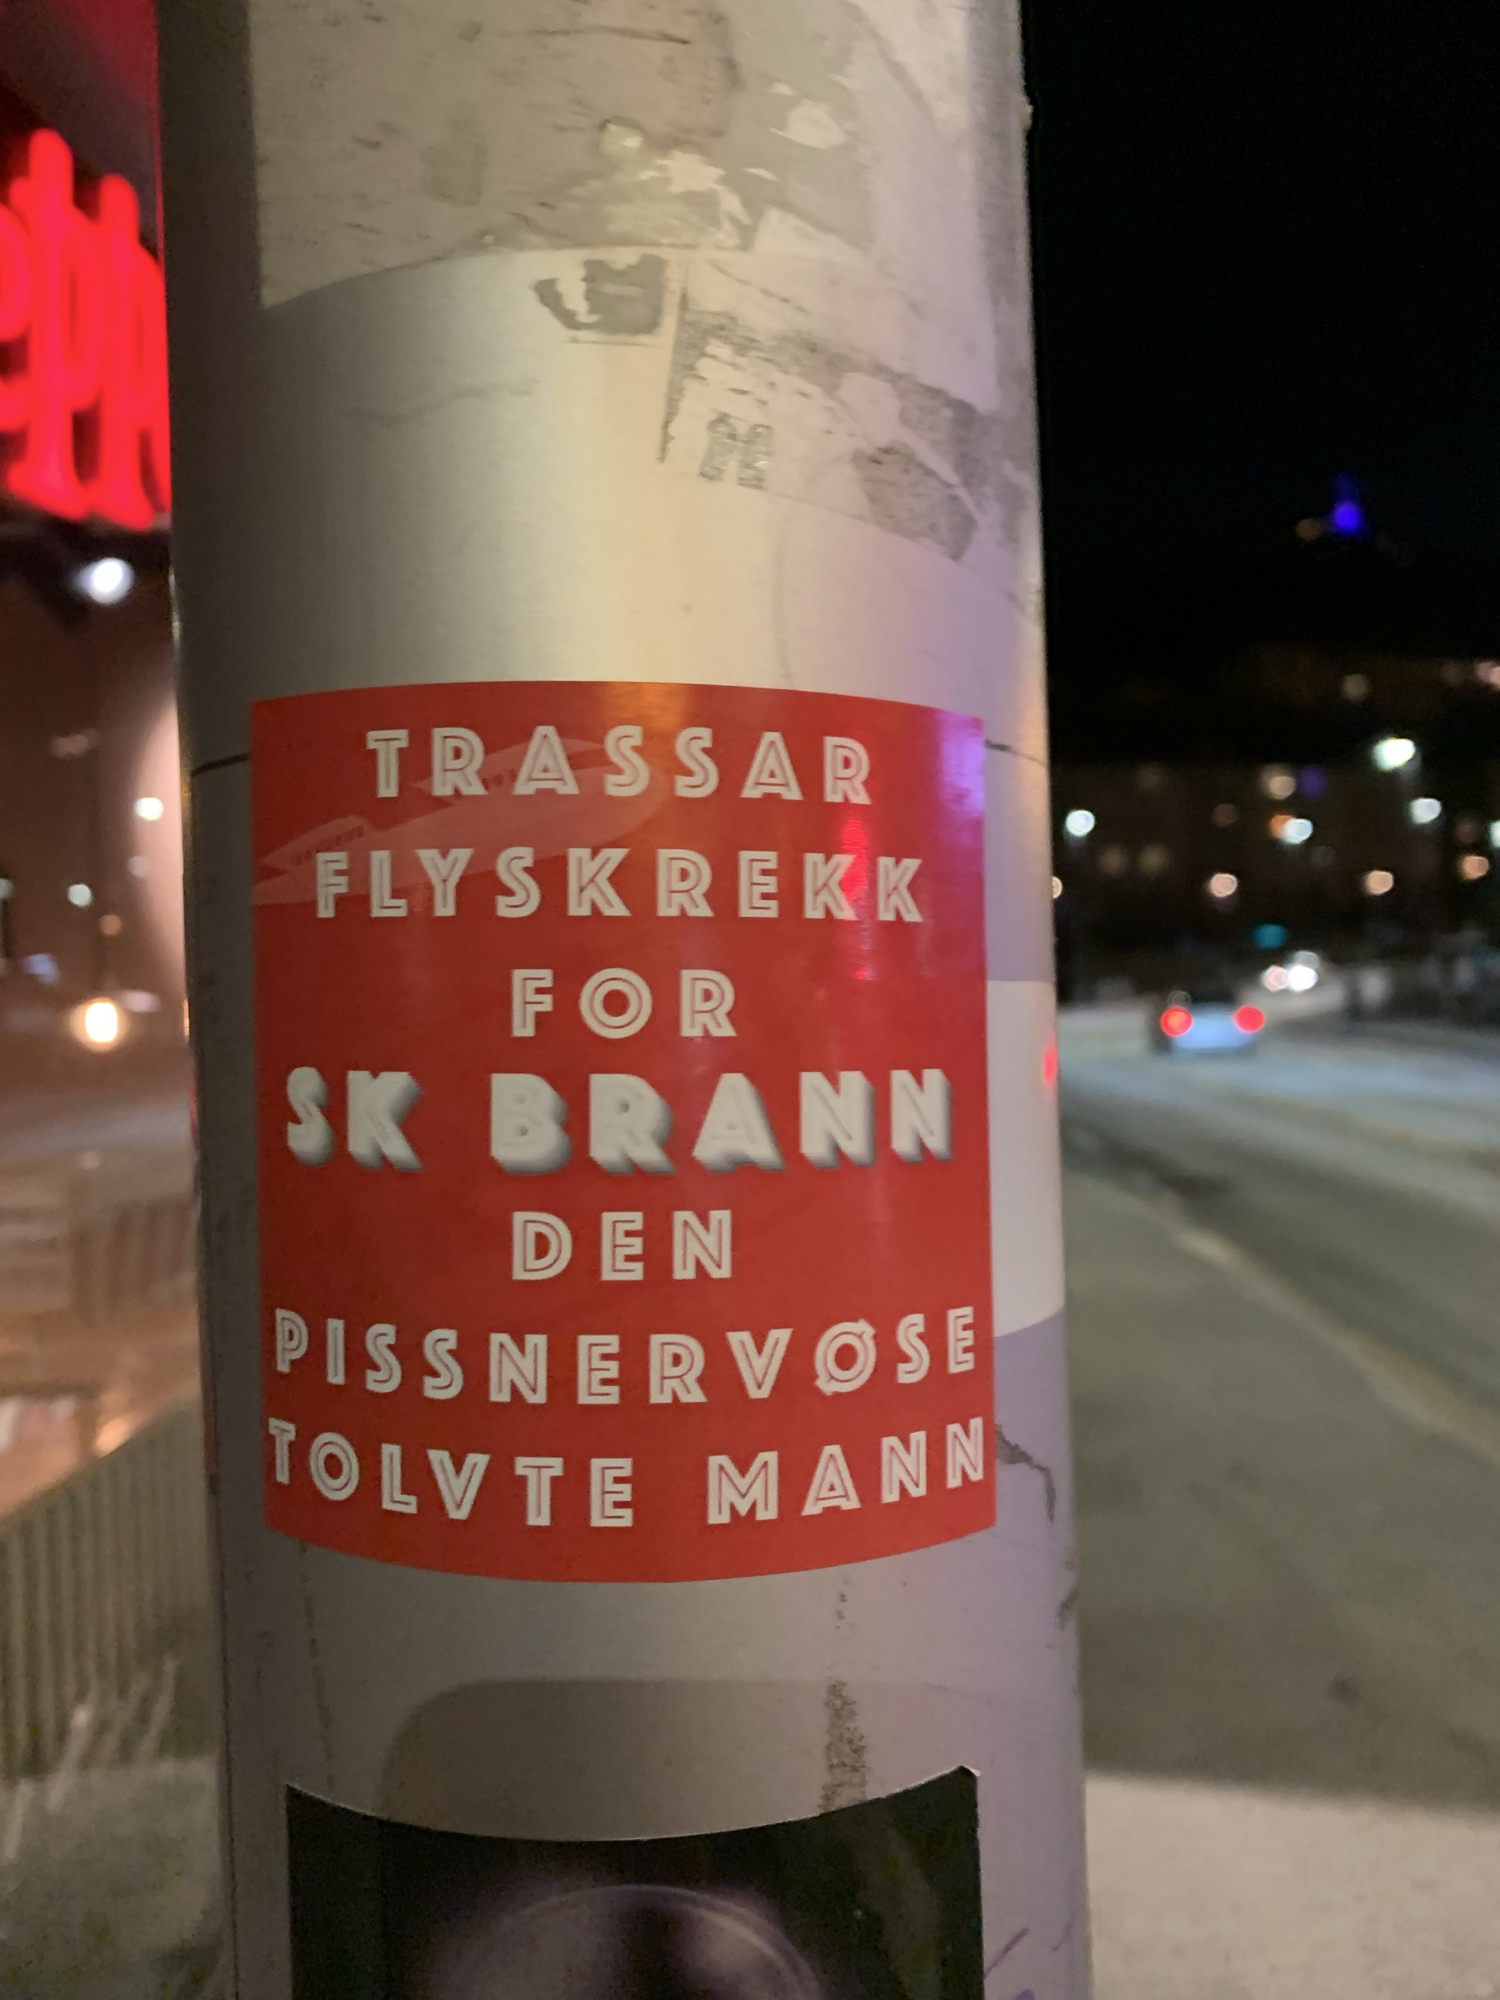 TRASSAR
FLYSKREKK
FOR
SK BRANN
DEN
PISSNERVØSE
TOLVTE MANN